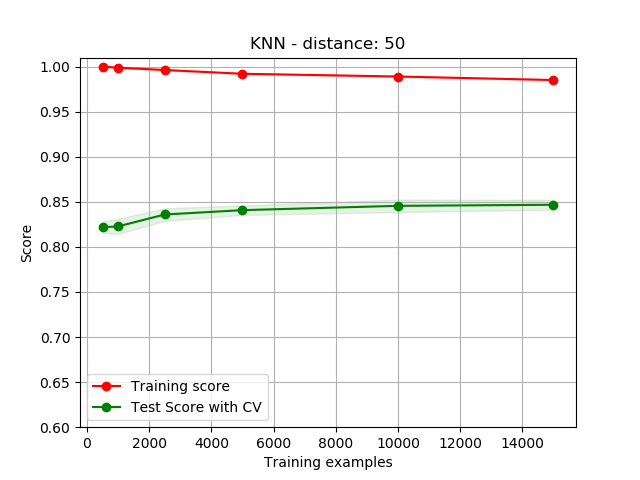 KNN - distance: 50
Score
1.00
0.95
0.90
0.85
0.80
0.75
0.70
0.65
0.60
Training score
Test Score with CV
0 2000 4000 6000 8000 10000 12000 14000
Training examples